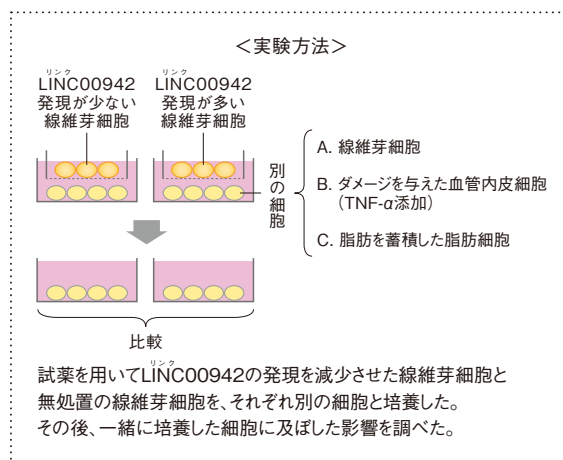 <実験方法>
リンク
LINC00942
発現が少ない
線維芽細胞
リンク
LINC00942
発現が多い
線維芽細胞
別の細胞
A. 線維芽細胞
B. ダメージを与えた血管内皮細胞
(TNF-α添加)
C. 脂肪を蓄積した脂肪細胞
比較
リンク
試薬を用いてLINC00942の発現を減少させた線維芽細胞と
無処置の線維芽細胞を、それぞれ別の細胞と培養した。
その後、一緒に培養した細胞に及ぼした影響を調べた。